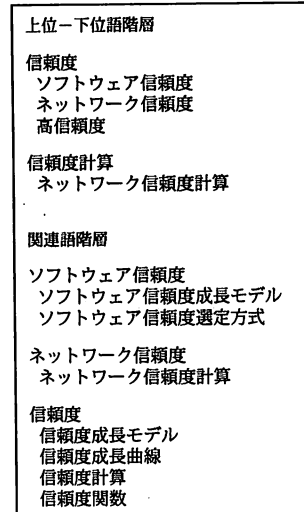 上位－下位語階層
信頼度
ソフトウェア信頼度
ネットワーク信頼度
高信頼度
信頼度計算
ネットワーク信頼度計算
関連語階層
ソフトウェア信頼度
ソフトウェア信頼度成長モデル
ソフトウェア信頼度選定方式
ネットワーク信頼度
ネットワーク信頼度計算
信頼度
信頼度成長モデル
信頼度成長曲線
信頼度計算
信頼度関数